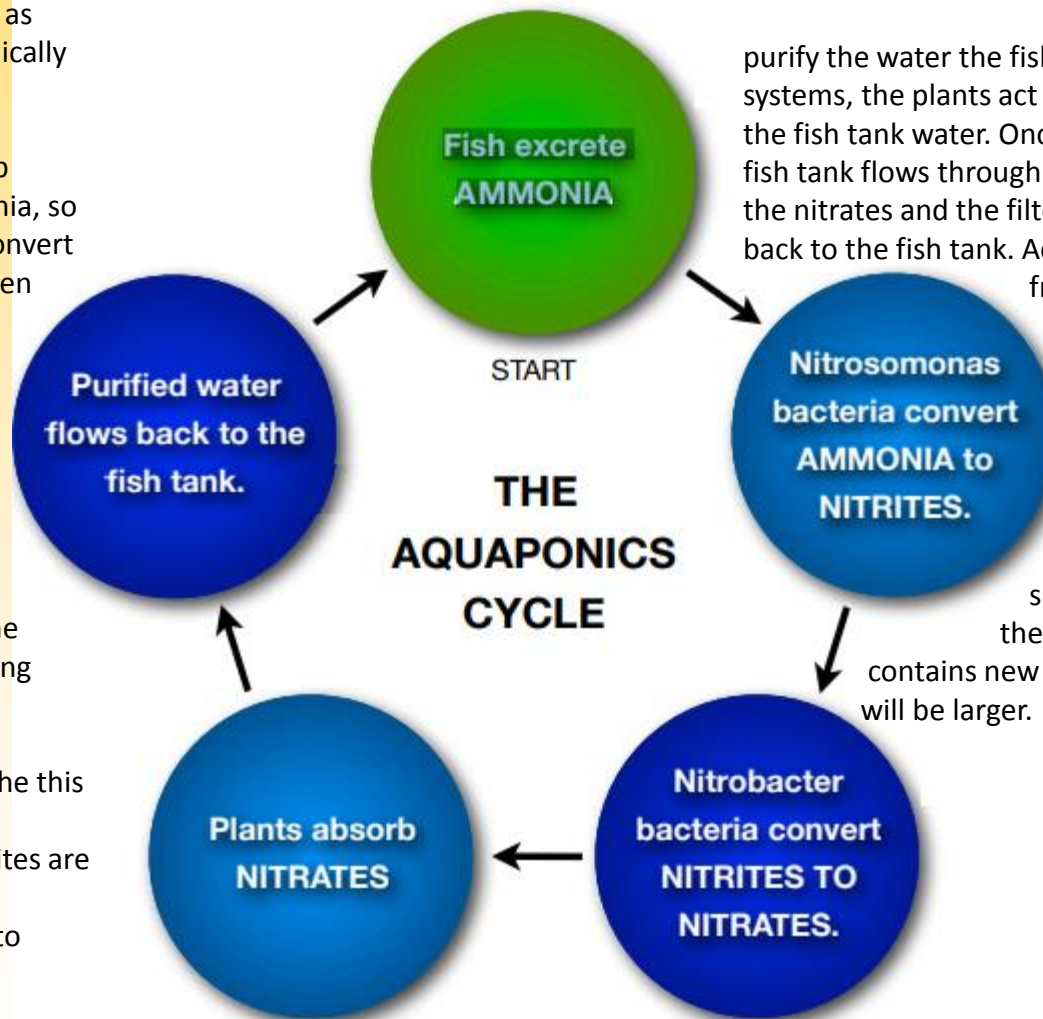 as
ically
nia, so
onvert
en
ne
ng
he this
ites are
to
purify the water the fish
systems, the plants act
the fish tank water. Onc
fish tank flows through
the nitrates and the filte
back to the fish tank. Ac
fr
s
the
contains new
will be larger.
Fish excrete
AMMONIA
START
Nitrosomonas
bacteria convert
AMMONIA to
NITRITES.
Nitrobacter
bacteria convert
NITRITES TO
NITRATES.
Plants absorb
NITRATES
Purified water
flows back to the
fish tank.
THE
AQUAPONICS
CYCLE